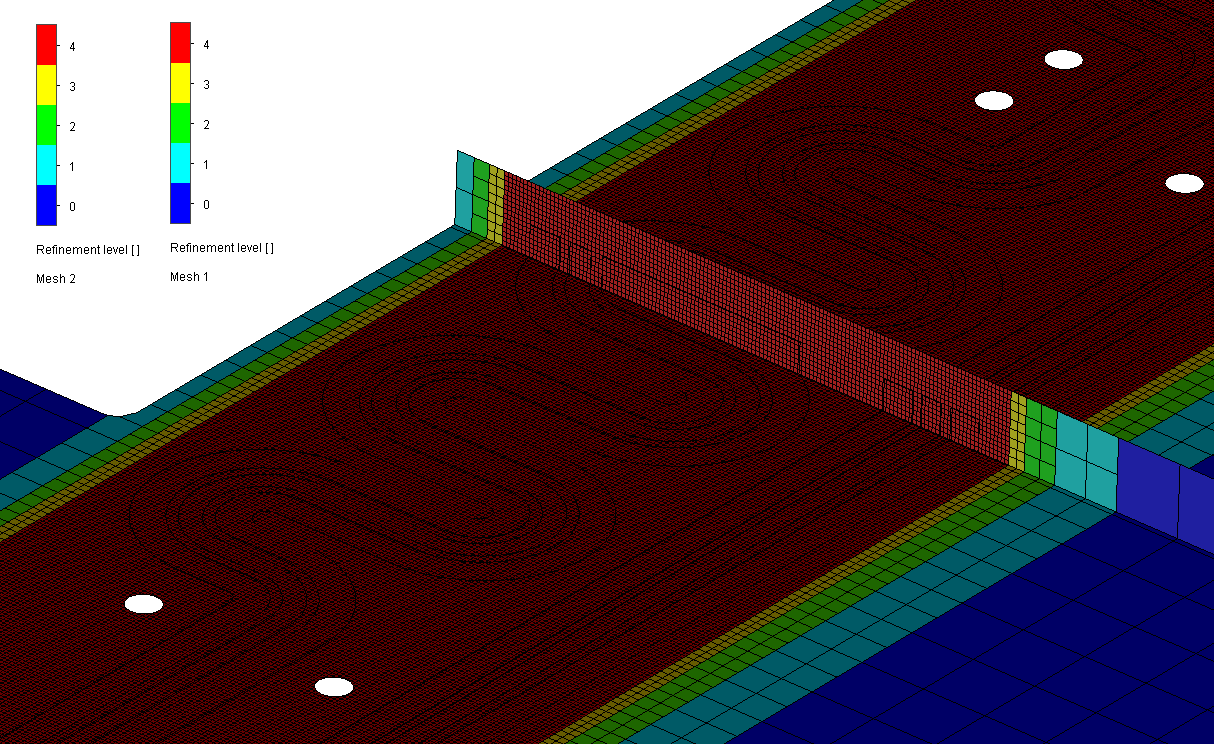 4
3
2
1
0
Refinement level [ ]
Mesh 2
4
3
2
1
0
Refinement level [ ]
Mesh 1